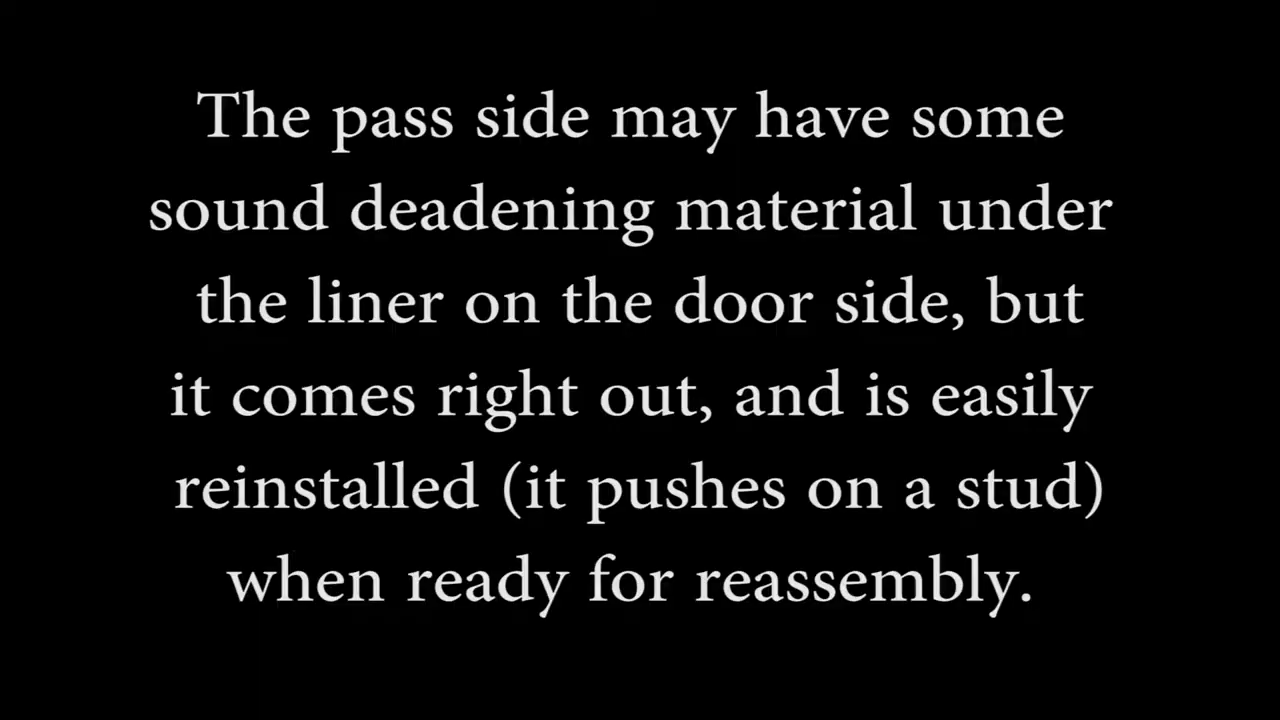 The pass side may have some
sound deadening material under
the liner on the door side, but
it comes right out, and is easily
reinstalled (it pushes on a stud)
when ready for reassembly.